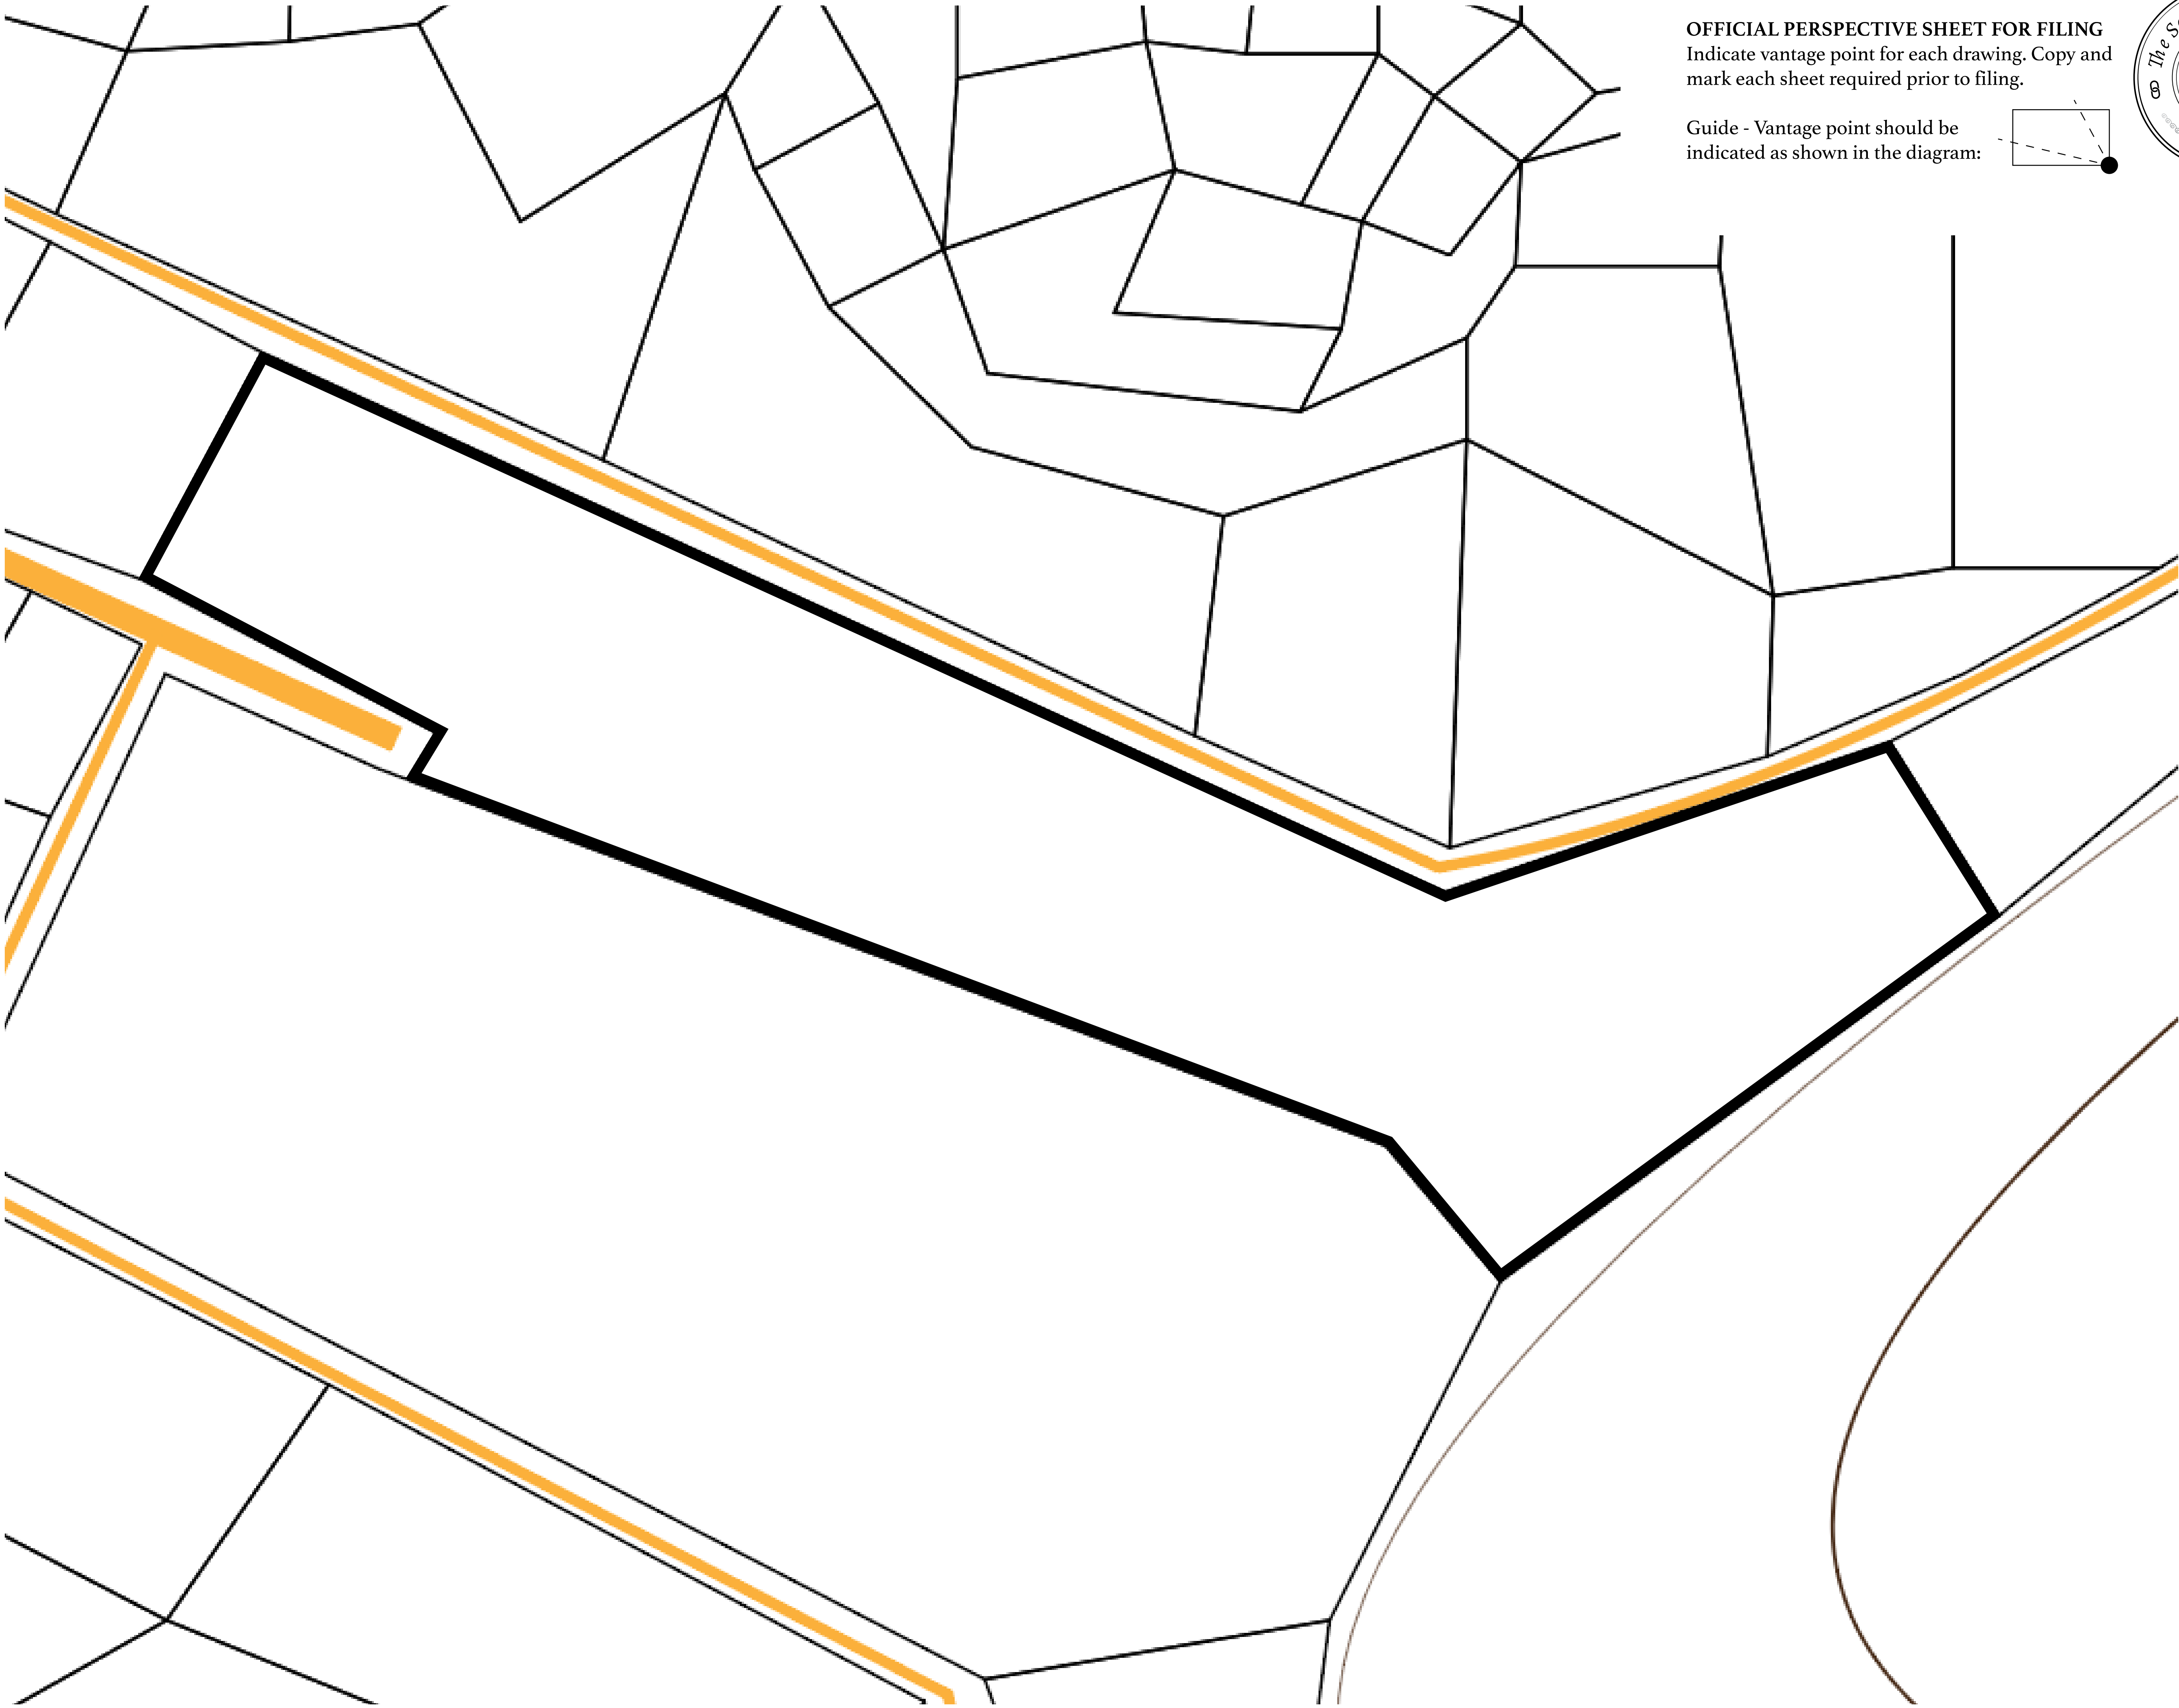 OFFICIAL PERSPECTIVE SHEET FOR FILING
Indicate vantage point for each drawing. Copy and
mark each sheet required prior to filing.
Guide - Vantage point should be
indicated as shown in the diagram:
The